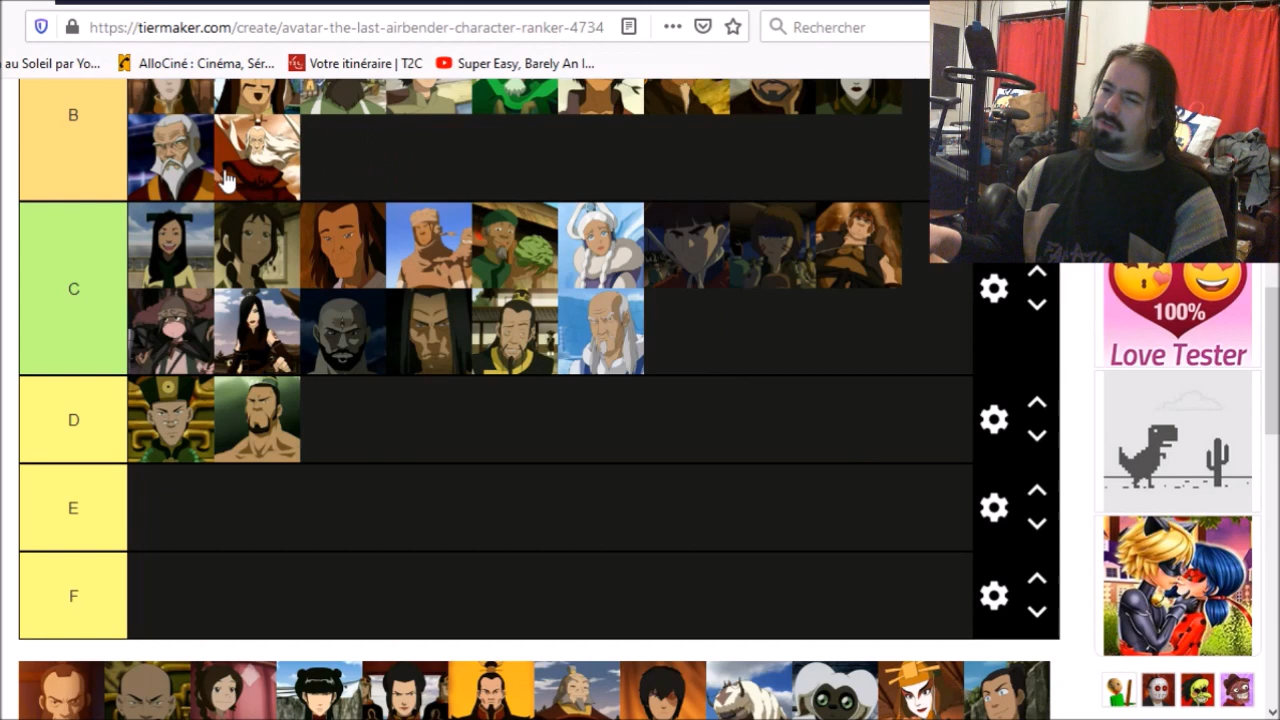 https://tiermaker.com/create/avatar-the-last-airbender-character-ranker-4734
Rechercher
au Soleil par Yo...
AlloCiné : Cinéma, Sér...
Votre itinéraire | T2C
Super Easy, Barely An I...
B
C
D
E
F
100%
Love Tester